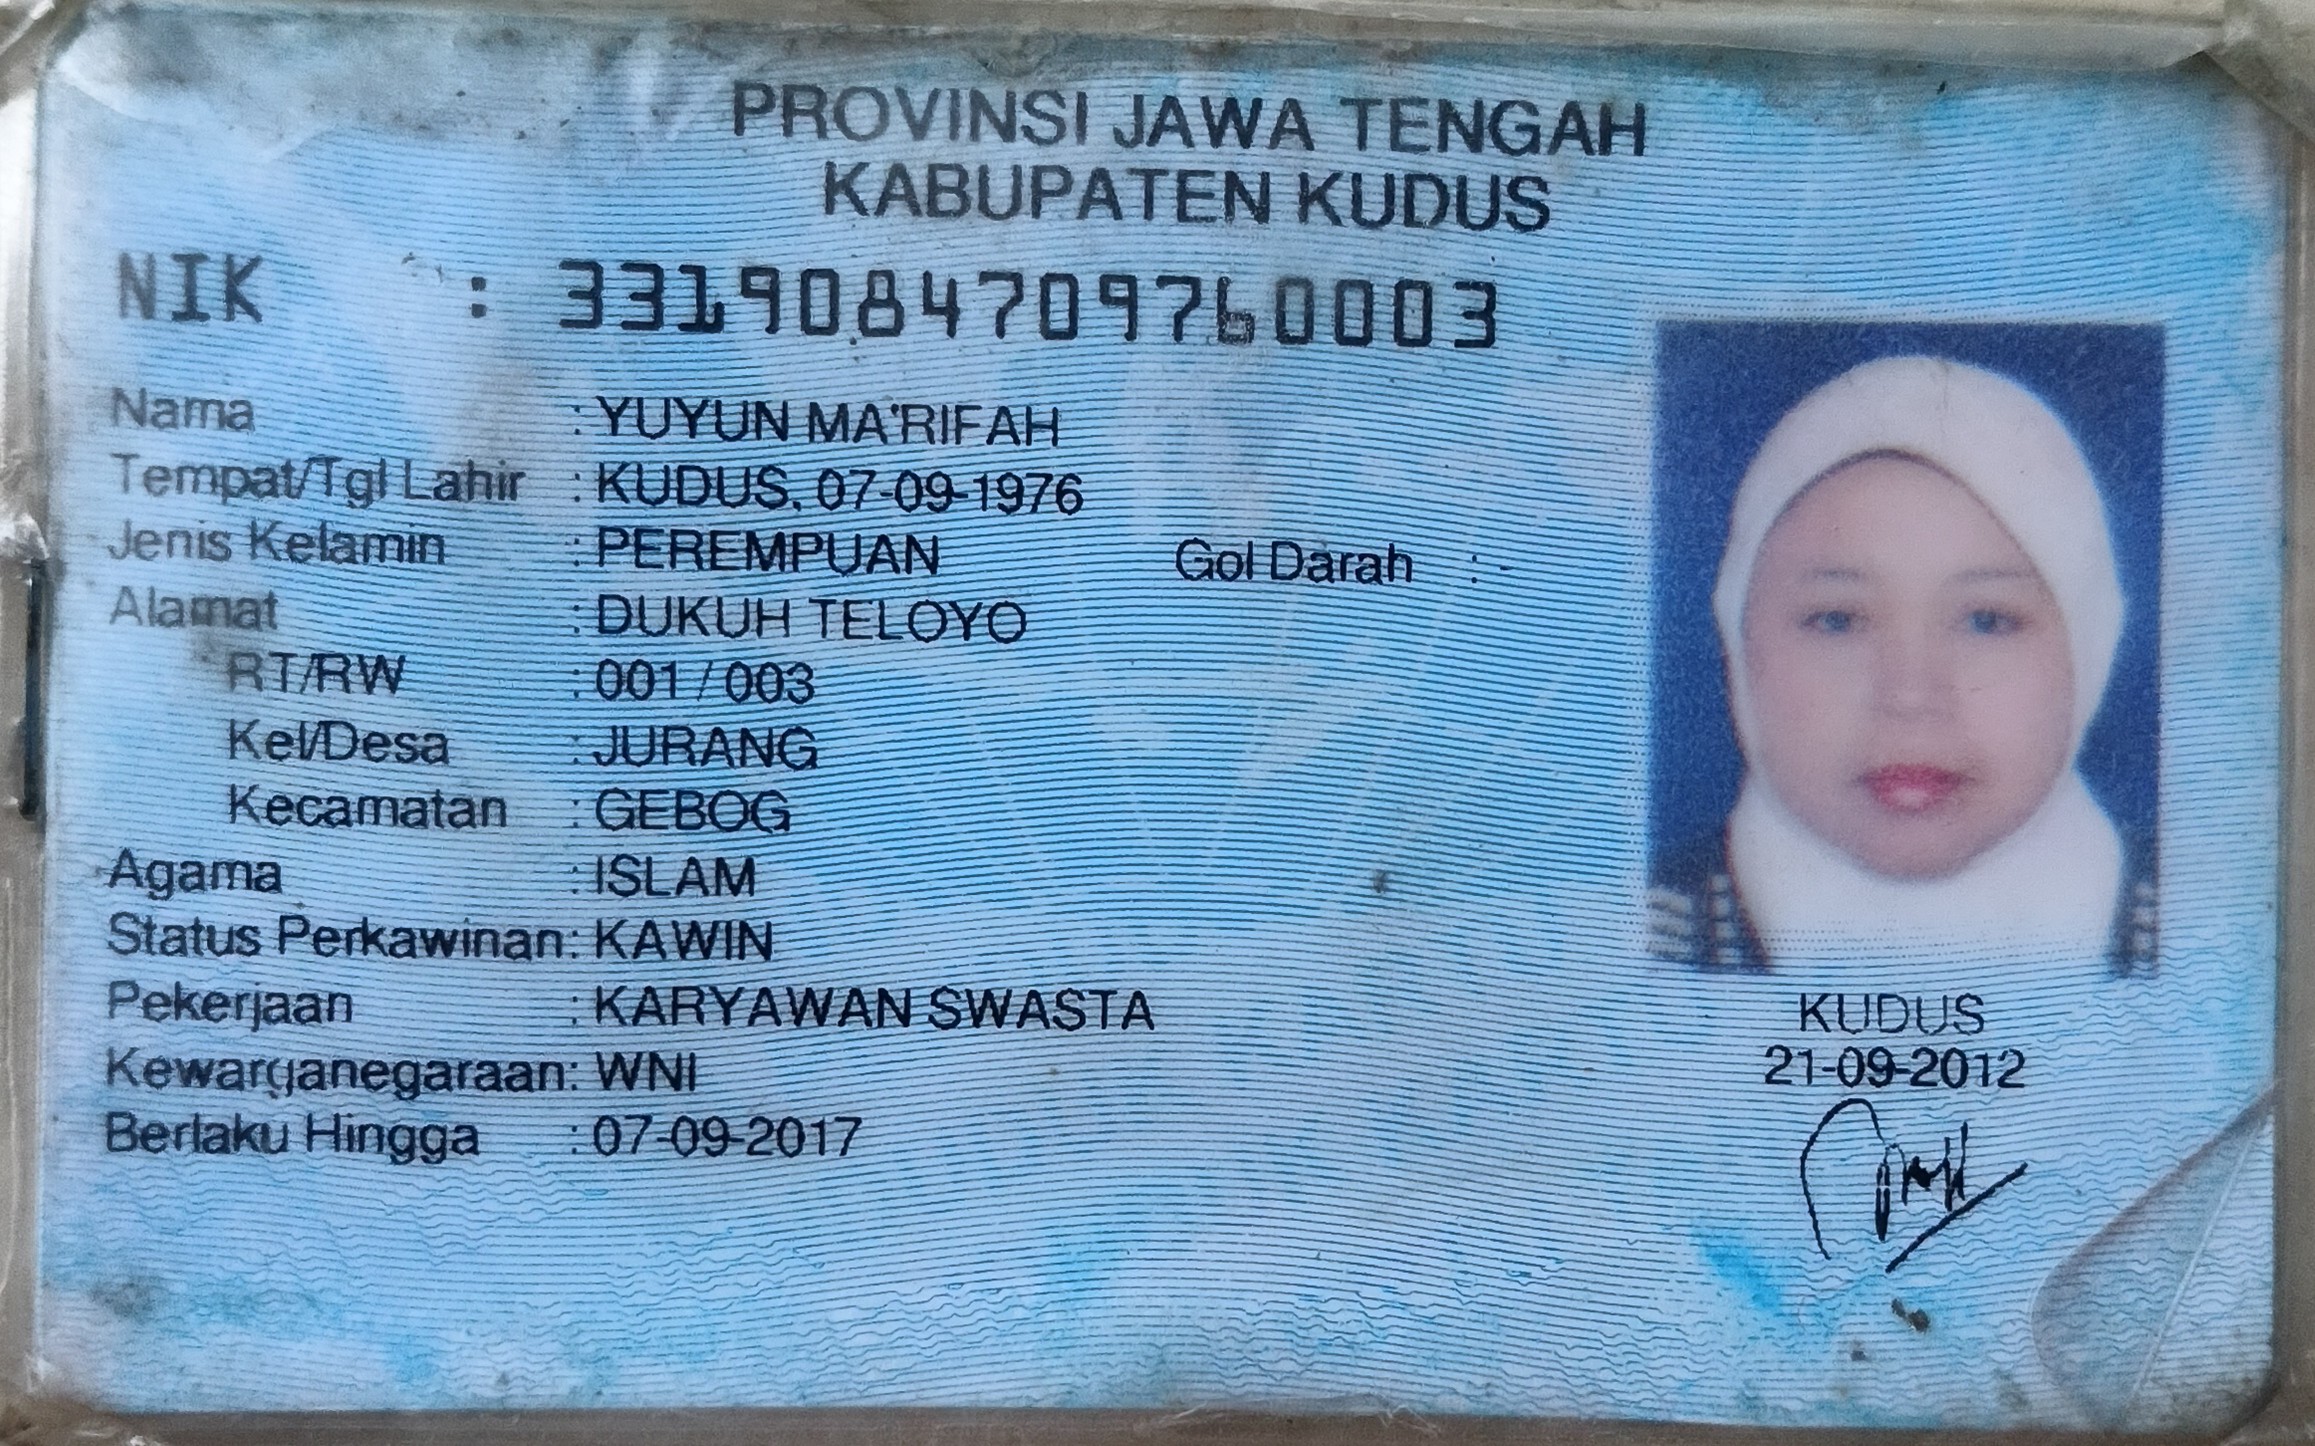 PROVINSI JAWA TENGAH
KABUPATEN KUDUS
NIK : 3319084709760003
Nama : YUYUN MA'RIFAH
Tempat/Tgl Lahir : KUDUS, 07-09-1976
Jenis Kelamin : PEREMPUAN Gol Darah : -
Alamat : DUKUH TELOYO
RT/RW : 001 / 003
Kel/Desa : JURANG
Kecamatan : GEBOG
Agama : ISLAM
Status Perkawinan : KAWIN
Pekerjaan : KARYAWAN SWASTA
Kewarganegaraan : WNI
Berlaku Hingga : 07-09-2017
KUDUS
21-09-2012